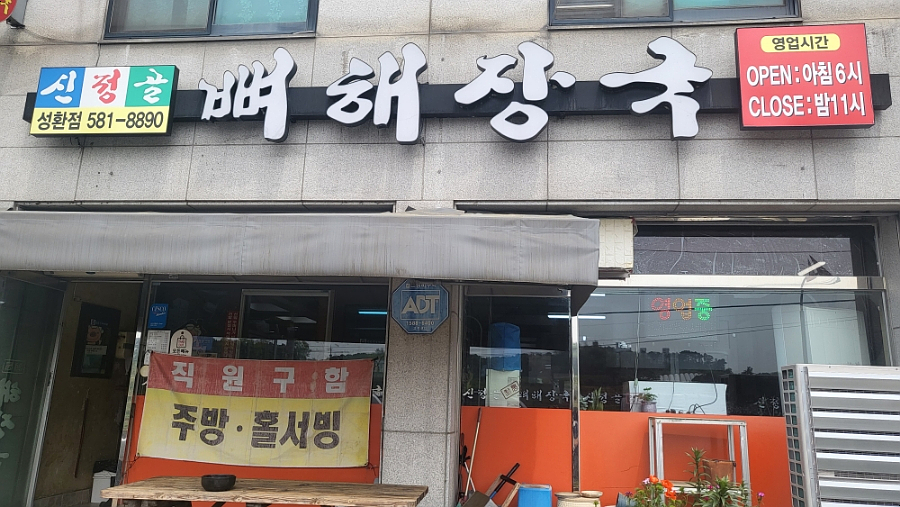 신정골
성환점 581-8890
뼈해장국
영업시간
OPEN : 아침 6시
CLOSE : 밤11시
ADT
영업중
직원구함
주방·홀서빙